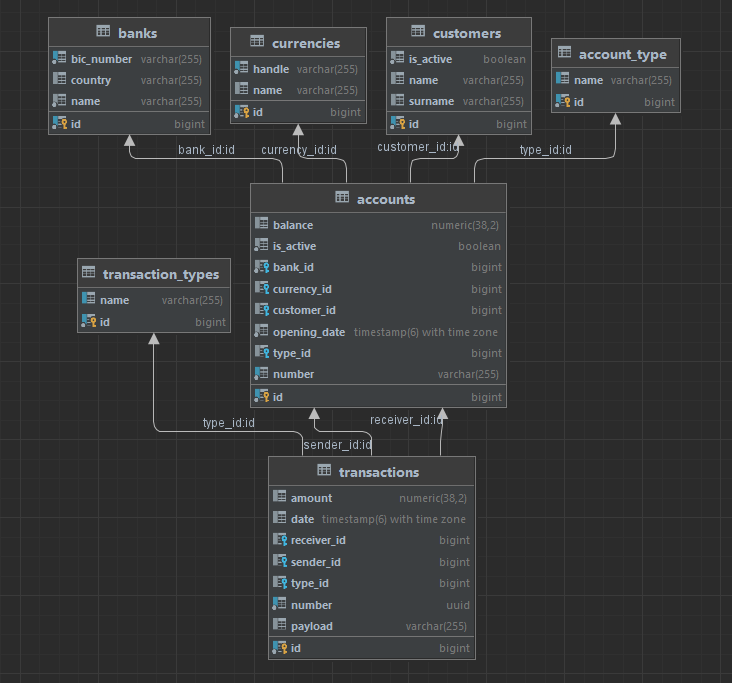 banks
bic_number varchar(255)
country varchar(255)
name varchar(255)
id bigint
currencies
handle varchar(255)
name varchar(255)
id bigint
customers
is_active boolean
name varchar(255)
surname varchar(255)
id bigint
account_type
name varchar(255)
id bigint
bank_id:id
currency_id:id
customer_id:id
type_id:id
accounts
balance numeric(38,2)
is_active boolean
bank_id bigint
currency_id bigint
customer_id bigint
opening_date timestamp(6) with time zone
type_id bigint
number varchar(255)
id bigint
transaction_types
name varchar(255)
id bigint
type_id:id
sender_id:id
receiver_id:id
transactions
amount numeric(38,2)
date timestamp(6) with time zone
receiver_id bigint
sender_id bigint
type_id bigint
number uuid
payload varchar(255)
id bigint